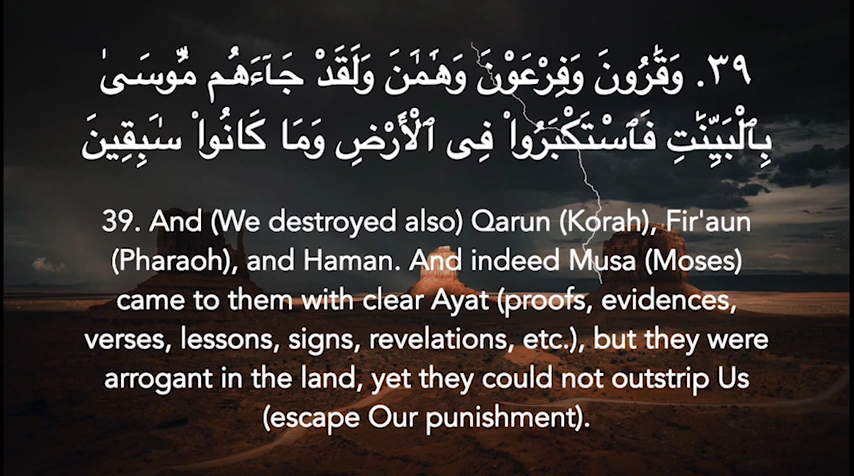 ٣٩. وَقَٰرُونَ وَفِرْعَوْنَ وَهَٰمَٰنَ وَلَقَدْ جَآءَهُم مُّوسَىٰ
بِٱلْبَيِّنَٰتِ فَٱسْتَكْبَرُوا۟ فِى ٱلْأَرْضِ وَمَا كَانُوا۟ سَٰبِقِينَ
39. And (We destroyed also) Qarun (Korah), Fir'aun
(Pharaoh), and Haman. And indeed Musa (Moses)
came to them with clear Ayat (proofs, evidences,
verses, lessons, signs, revelations, etc.), but they were
arrogant in the land, yet they could not outstrip Us
(escape Our punishment).